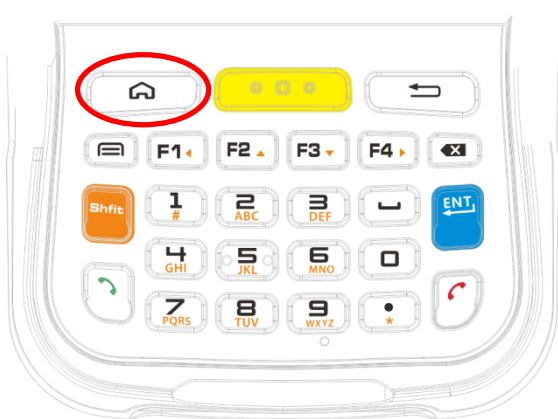 F1 F2 F3 F4
Shfit 1 2 3 ENT
# ABC DEF
4 5 6 0
GHI JKL MNO
7 8 9 •
PQRS TUV WXYZ *